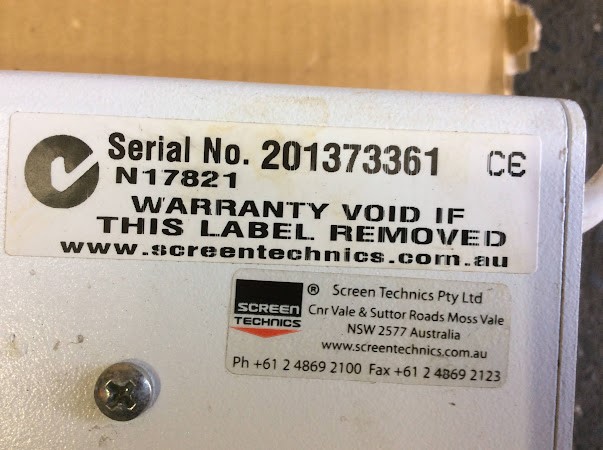 Serial No. 201373361 CE
N17821
WARRANTY VOID IF
THIS LABEL REMOVED
www.screentechnics.com.au
SCREEN
TECHNICS
® Screen Technics Pty Ltd
Cnr Vale & Suttor Roads Moss Vale
NSW 2577 Australia
www.screentechnics.com.au
Ph +61 2 4869 2100 Fax +61 2 4869 2123